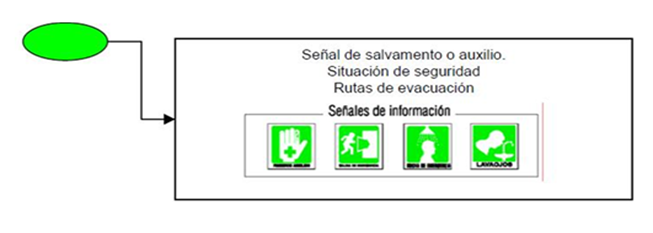 Señal de salvamento o auxilio.
Situación de seguridad
Rutas de evacuación
Señales de información
LAVAOJOS